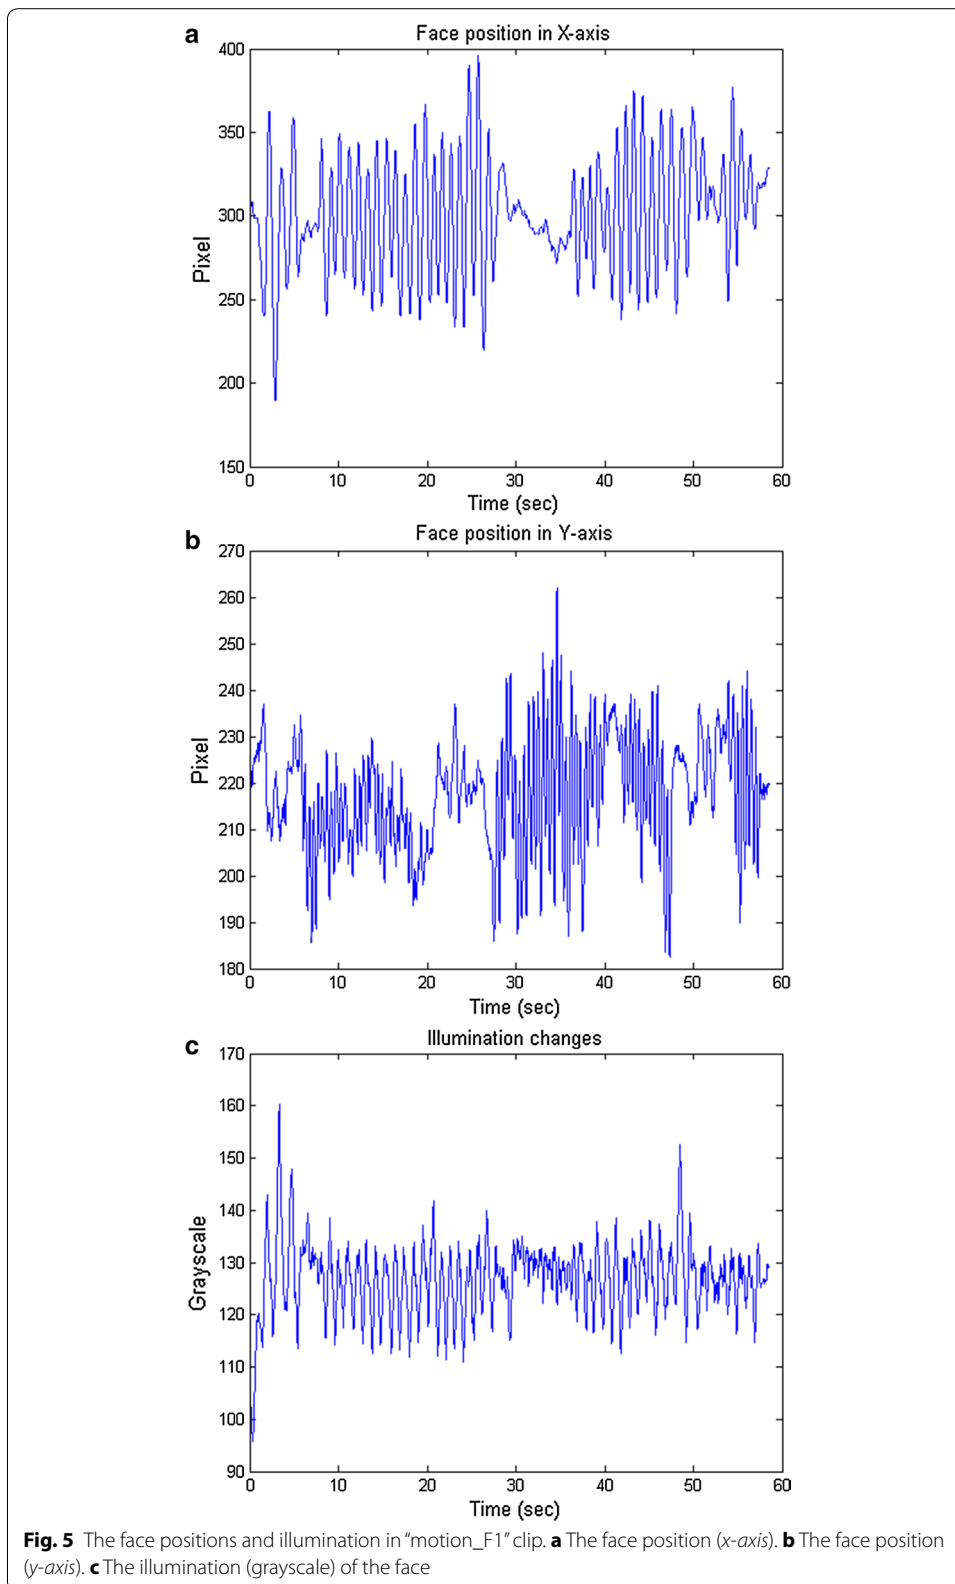 a
Face position in X-axis
400
350
300
250
200
150
Pixel
0 10 20 30 40 50 60
Time (sec)
b
Face position in Y-axis
270
260
250
240
230
220
210
200
190
180
Pixel
0 10 20 30 40 50 60
Time (sec)
c
Illumination changes
170
160
150
140
130
120
110
100
90
Grayscale
0 10 20 30 40 50 60
Time (sec)
Fig. 5 The face positions and illumination in “motion_F1” clip. a The face position (x-axis). b The face position
(y-axis). c The illumination (grayscale) of the face